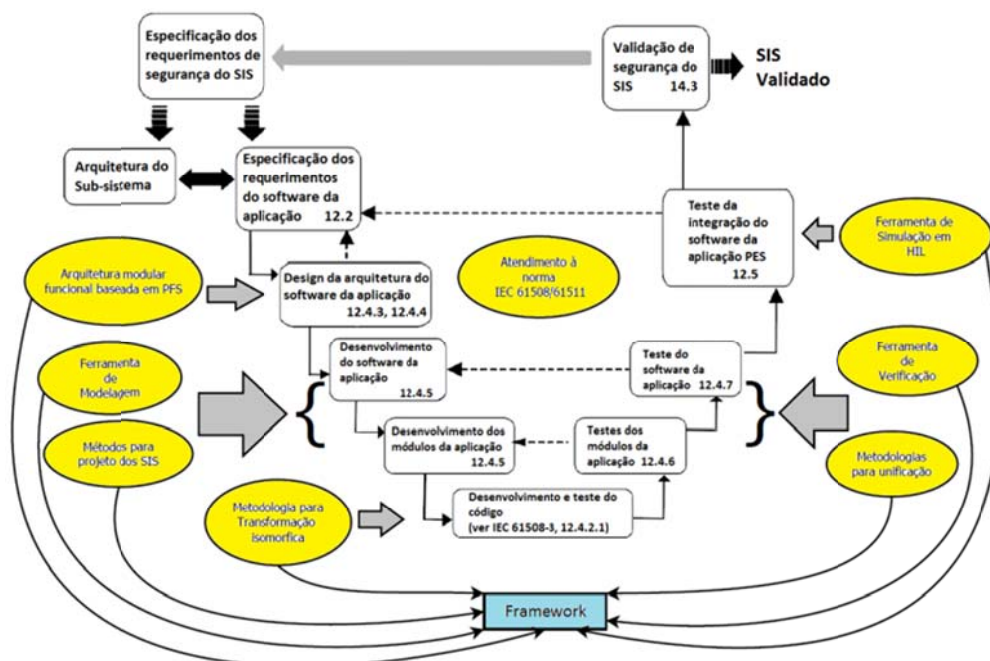 Especificação dos
requerimentos de
segurança do SIS
Validação de
segurança do
SIS 14.3
SIS
Validado
Arquitetura do
Sub-sistema
Especificação dos
requerimentos
do software da
aplicação 12.2
Teste da
integração do
software da
aplicação PES
12.5
Ferramenta de
Simulação em
HIL
Arquitetura modular
funcional baseada em PFS
Design da arquitetura do
software da aplicação
12.4.3, 12.4.4
Atendimento à
norma
IEC 61508/61511
Ferramenta
de
Modelagem
Desenvolvimento
do software da
aplicação
12.4.5
Teste do
software da
aplicação 12.4.7
Ferramenta
de
Verificação
Métodos para
projeto dos SIS
Desenvolvimento dos
módulos da aplicação
12.4.5
Testes dos
módulos da
aplicação 12.4.6
Metodologias
para unificação
Metodologia para
Transformação
isomorfica
Desenvolvimento e teste do
código
(ver IEC 61508-3, 12.4.2.1)
Framework